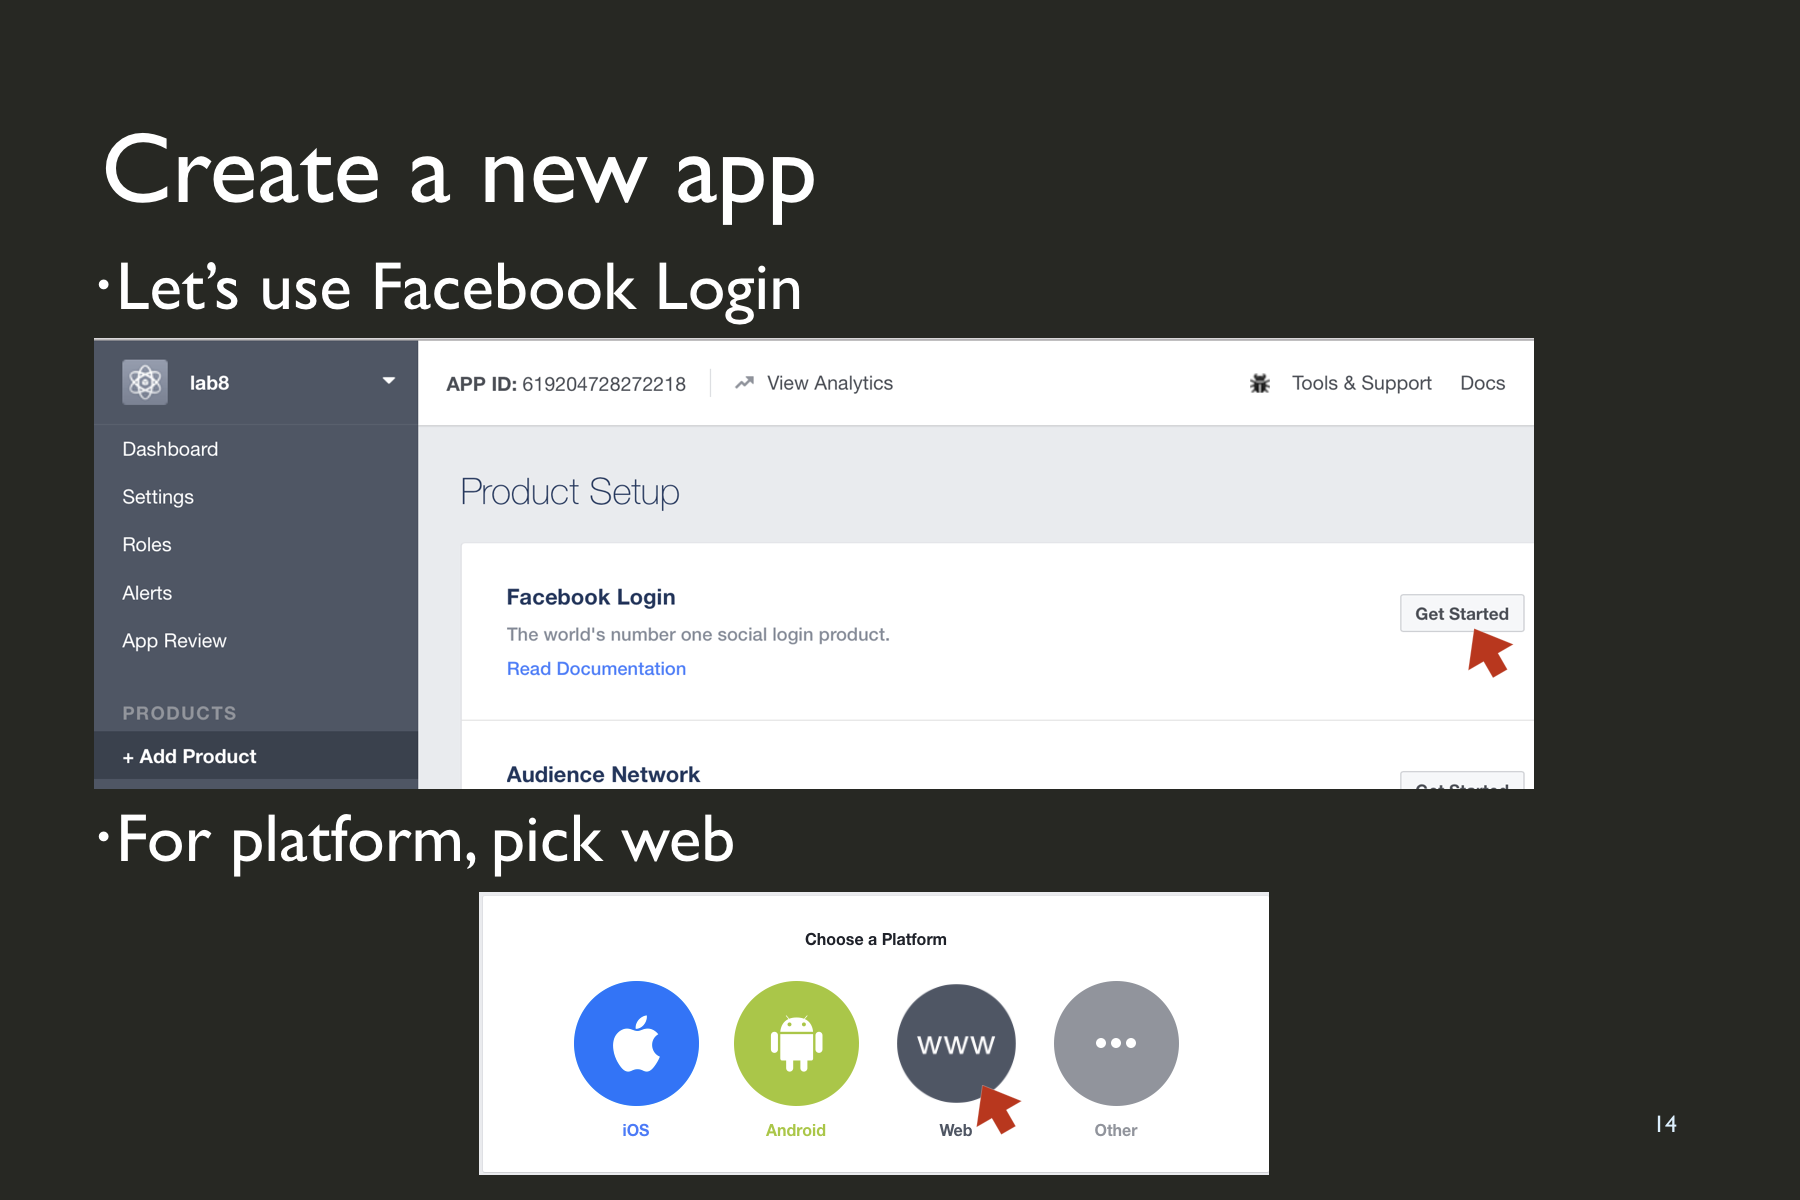 Create a new app
·Let’s use Facebook Login
lab8
APP ID: 619204728272218
View Analytics
Tools & Support
Docs
Dashboard
Settings
Roles
Alerts
App Review
PRODUCTS
+ Add Product
Product Setup
Facebook Login
The world's number one social login product.
Read Documentation
Get Started
Audience Network
Get Started
·For platform, pick web
Choose a Platform
www
iOS
Android
Web
Other
14